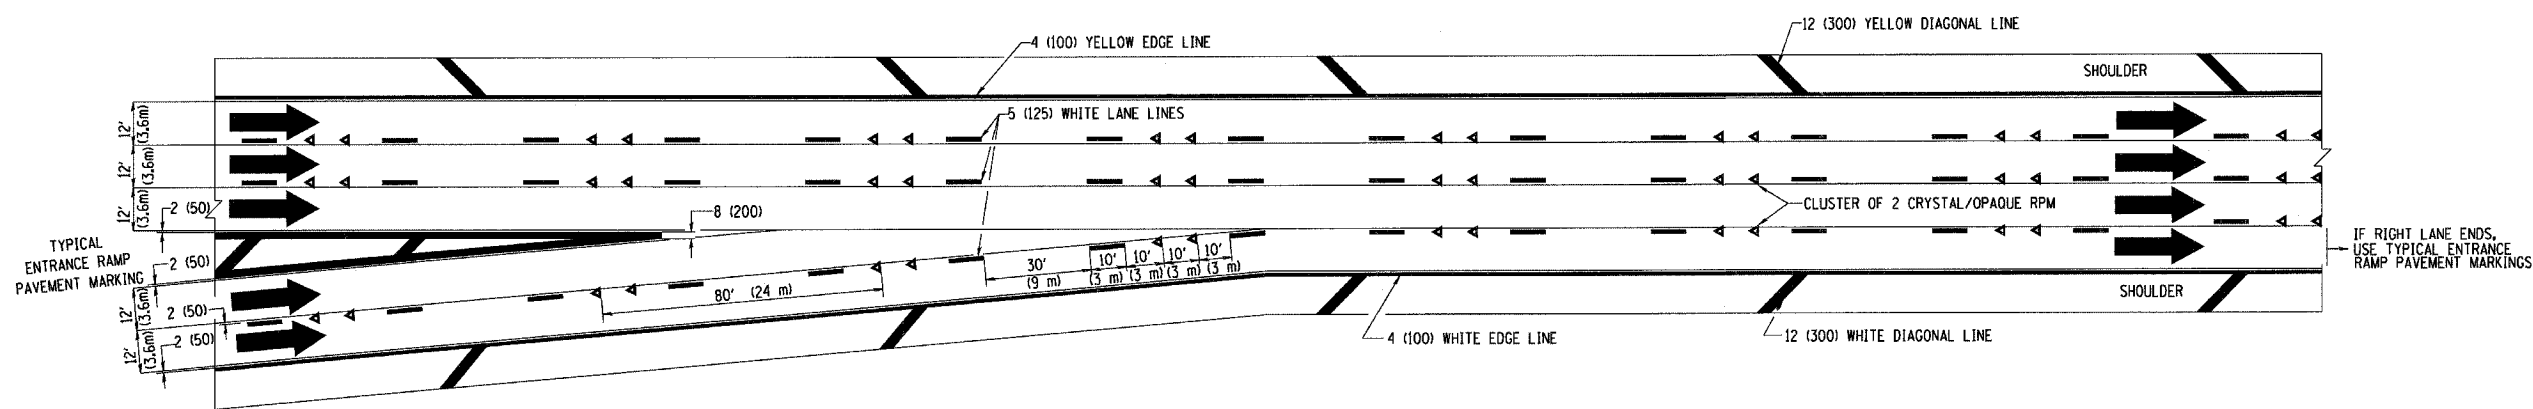 12 (300) YELLOW DIAGONAL LINE
4 (100) YELLOW EDGE LINE
SHOULDER
12'
(3.6m)
12'
(3.6m)
12'
(3.6m)
5 (125) WHITE LANE LINES
2 (50)
8 (200)
CLUSTER OF 2 CRYSTAL/OPAQUE RPM
TYPICAL
ENTRANCE RAMP
PAVEMENT MARKING
2 (50)
IF RIGHT LANE ENDS,
USE TYPICAL ENTRANCE
RAMP PAVEMENT MARKINGS
30'
(9 m)
10'
(3 m)
10'
(3 m)
10'
(3 m)
10'
(3 m)
80' (24 m)
12'
(3.6m)
2 (50)
12'
(3.6m)
2 (50)
SHOULDER
4 (100) WHITE EDGE LINE
12 (300) WHITE DIAGONAL LINE